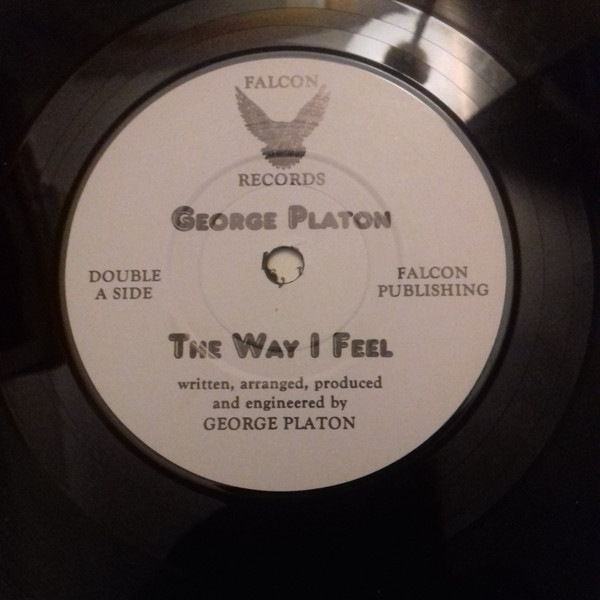 FALCON
RECORDS
GEORGE PLATON
DOUBLE
A SIDE
FALCON
PUBLISHING
THE WAY I FEEL
written, arranged, produced
and engineered by
GEORGE PLATON